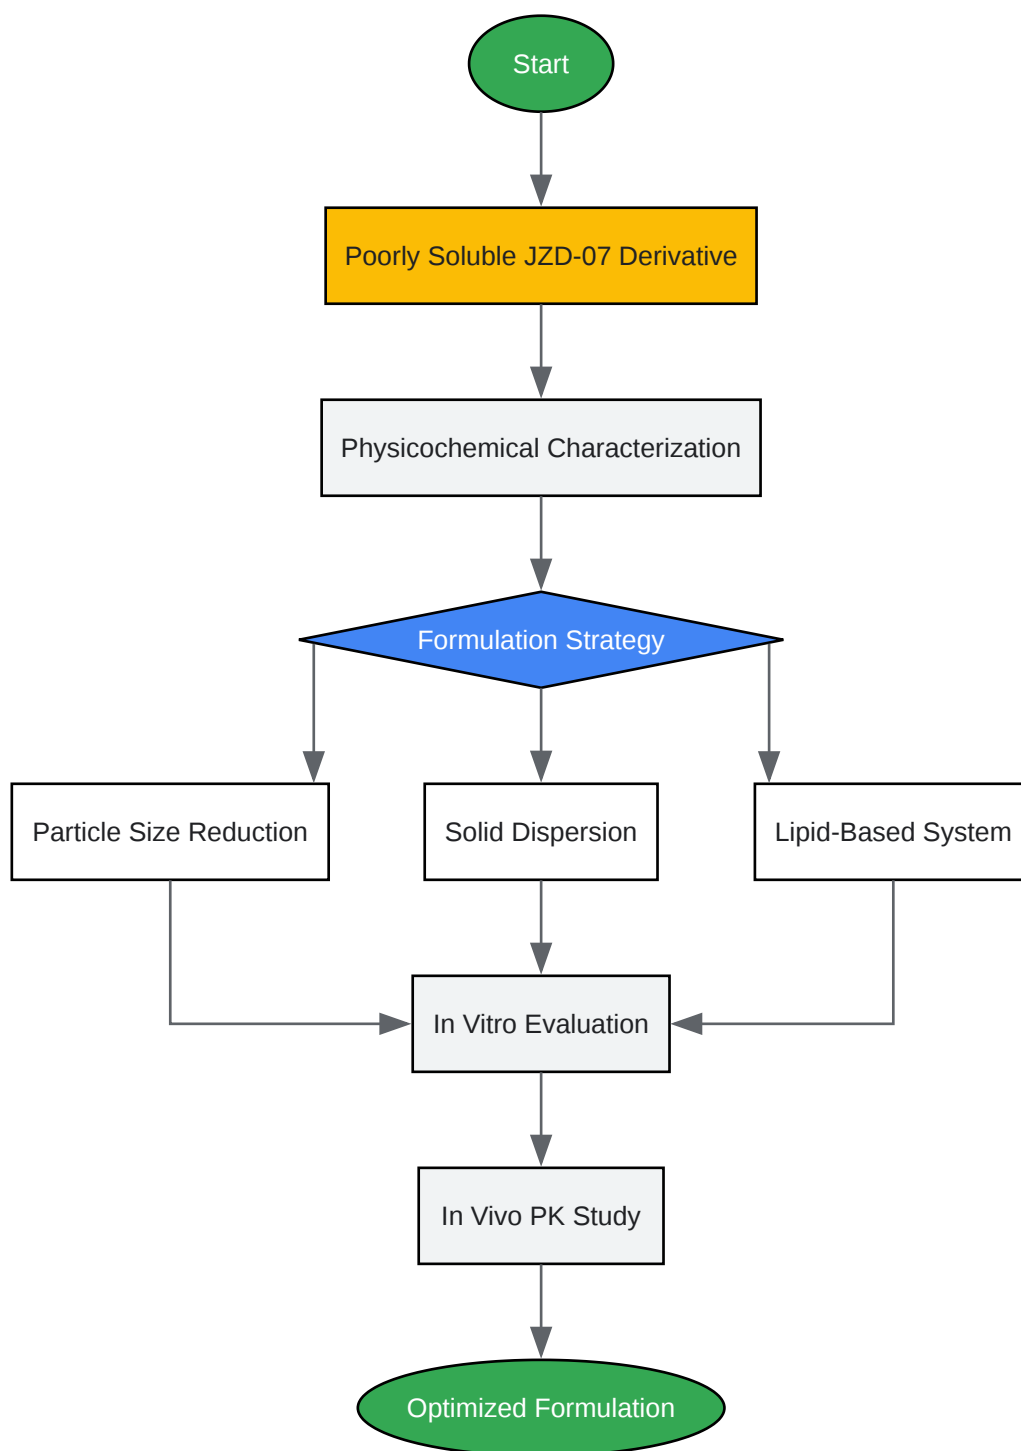 Start
Poorly Soluble JZD-07 Derivative
Physicochemical Characterization
Formulation Strategy
Particle Size Reduction
Solid Dispersion
Lipid-Based System
In Vitro Evaluation
In Vivo PK Study
Optimized Formulation